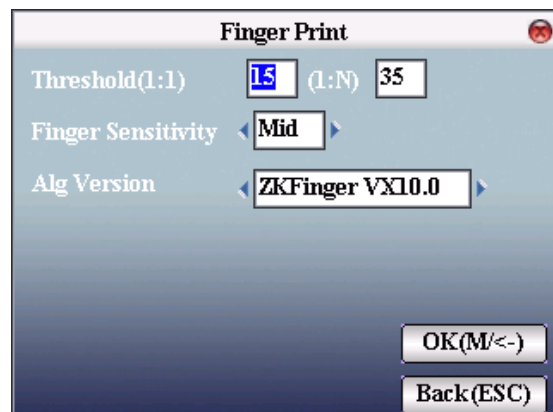 Finger Print
Threshold(1:1) 15 (1:N) 35
Finger Sensitivity Mid
Alg Version ZKFinger VX10.0
OK(M/<-)
Back(ESC)